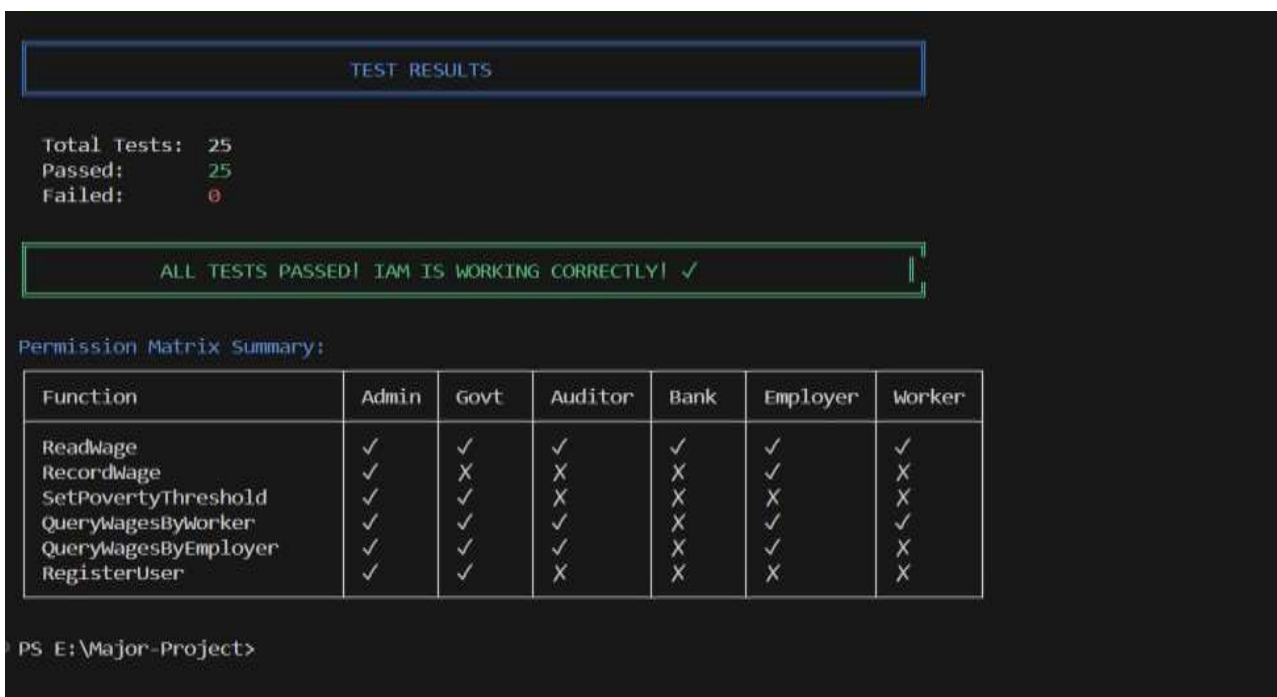 TEST RESULTS
Total Tests: 25
Passed: 25
Failed: 0
ALL TESTS PASSED! IAM IS WORKING CORRECTLY! ✓
Permission Matrix Summary:
Function Admin Govt Auditor Bank Employer Worker
ReadWage ✓ ✓ ✓ ✓ ✓ ✓
RecordWage ✓ X X X ✓ X
SetPovertyThreshold ✓ ✓ X X X X
QueryWagesByWorker ✓ ✓ ✓ X ✓ ✓
QueryWagesByEmployer ✓ ✓ ✓ X ✓ X
RegisterUser ✓ ✓ X X X X
PS E:\Major-Project>